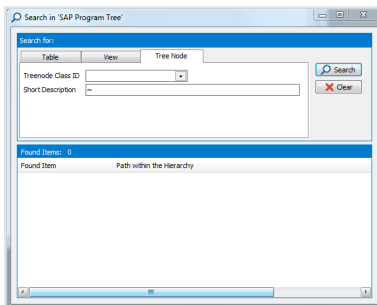 Search in 'SAP Program Tree'
Search for:
Table View Tree Node
Treenode Class ID
Search
Short Description ~
Clear
Found Items: 0
Found Item Path within the Hierarchy